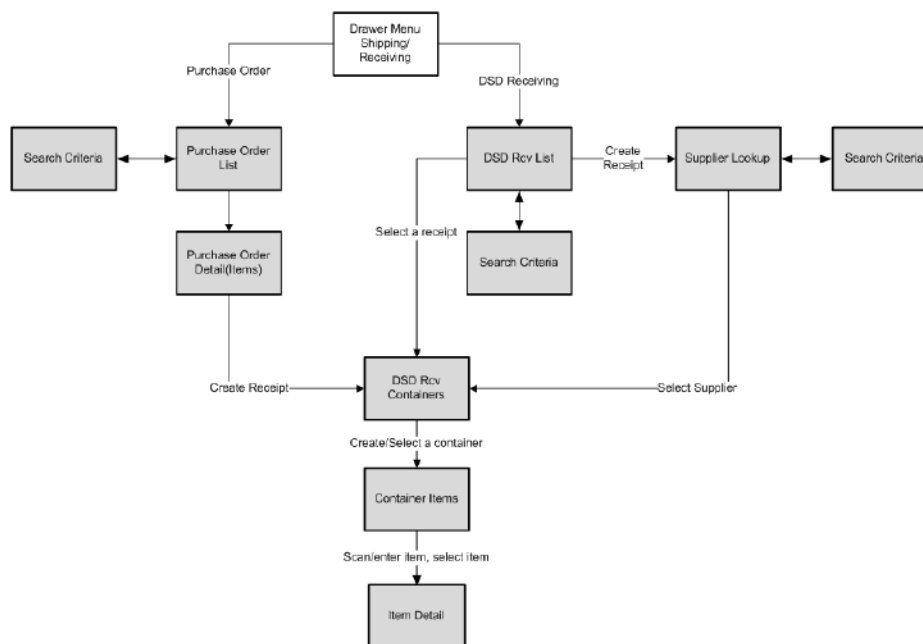 Drawer Menu
Shipping/
Receiving
Purchase Order
DSD Receiving
Search Criteria
Purchase Order
List
DSD Rcv List
Create
Receipt
Supplier Lookup
Search Criteria
Select a receipt
Purchase Order
Detail(Items)
Search Criteria
Create Receipt
DSD Rcv
Containers
Select Supplier
Create/Select a container
Container Items
Scan/enter item, select item
Item Detail